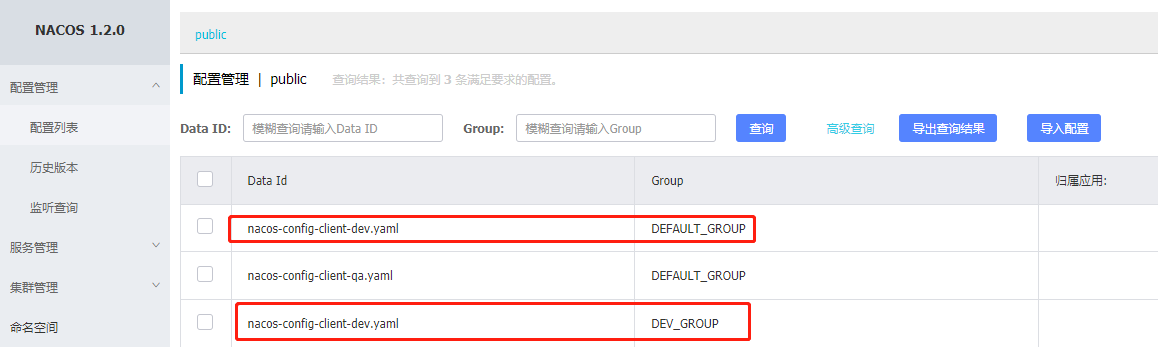 NACOS 1.2.0
配置管理
配置列表
历史版本
监听查询
服务管理
集群管理
命名空间
public
配置管理 | public 查询结果：共查询到 3 条满足要求的配置。
Data ID: 模糊查询请输入Data ID Group: 模糊查询请输入Group 查询 高级查询 导出查询结果 导入配置
Data Id Group 归属应用:
nacos-config-client-dev.yaml DEFAULT_GROUP
nacos-config-client-qa.yaml DEFAULT_GROUP
nacos-config-client-dev.yaml DEV_GROUP